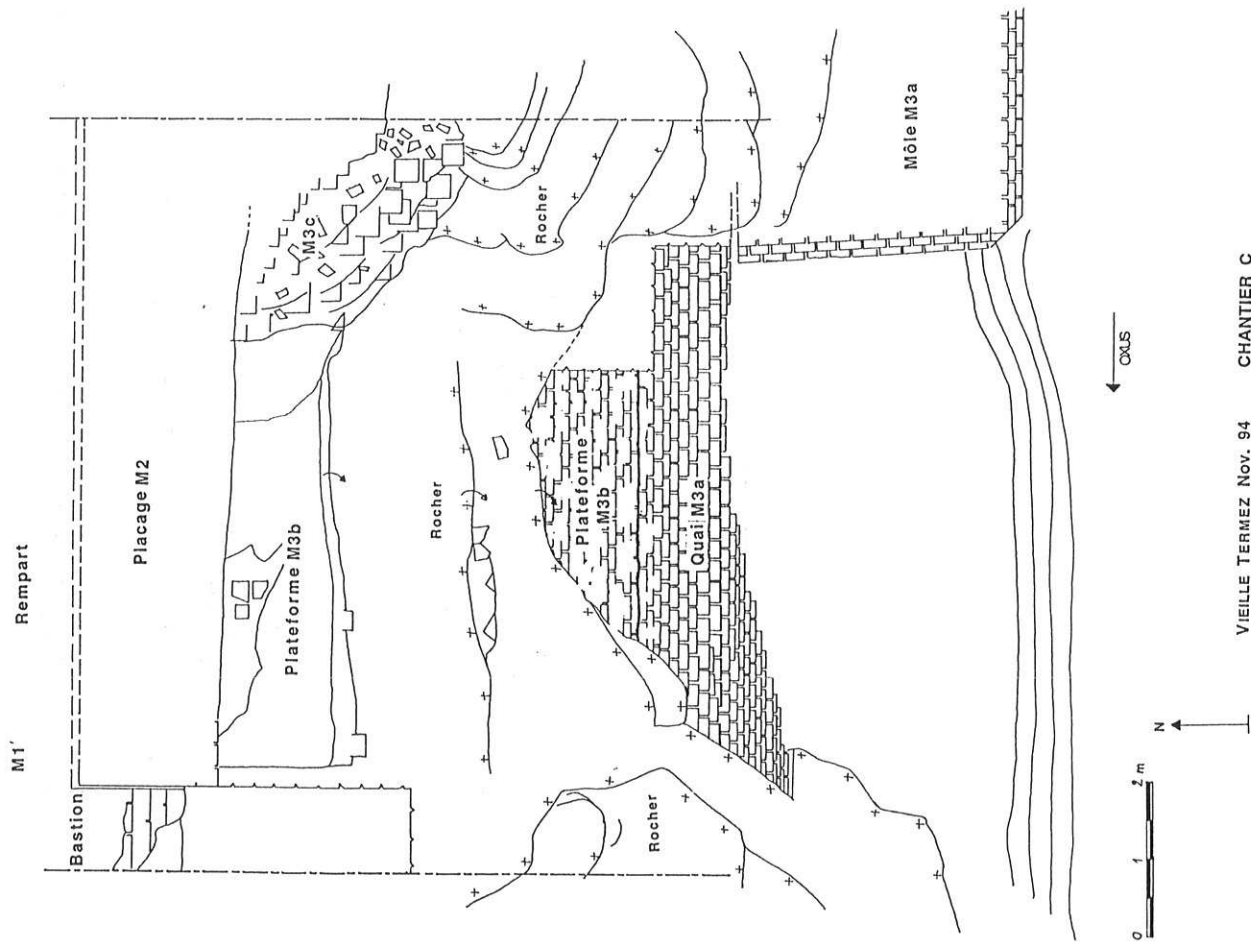 M1' Rempart
Bastion
Placage M2
Plateforme M3b
M3c
Rocher
Rocher
Plateforme
M3b
Quai M3a
Rocher
Môle M3a
OXUS
N
0 1 2 m
VIEILLE TERMEZ Nov. 94 CHANTIER C